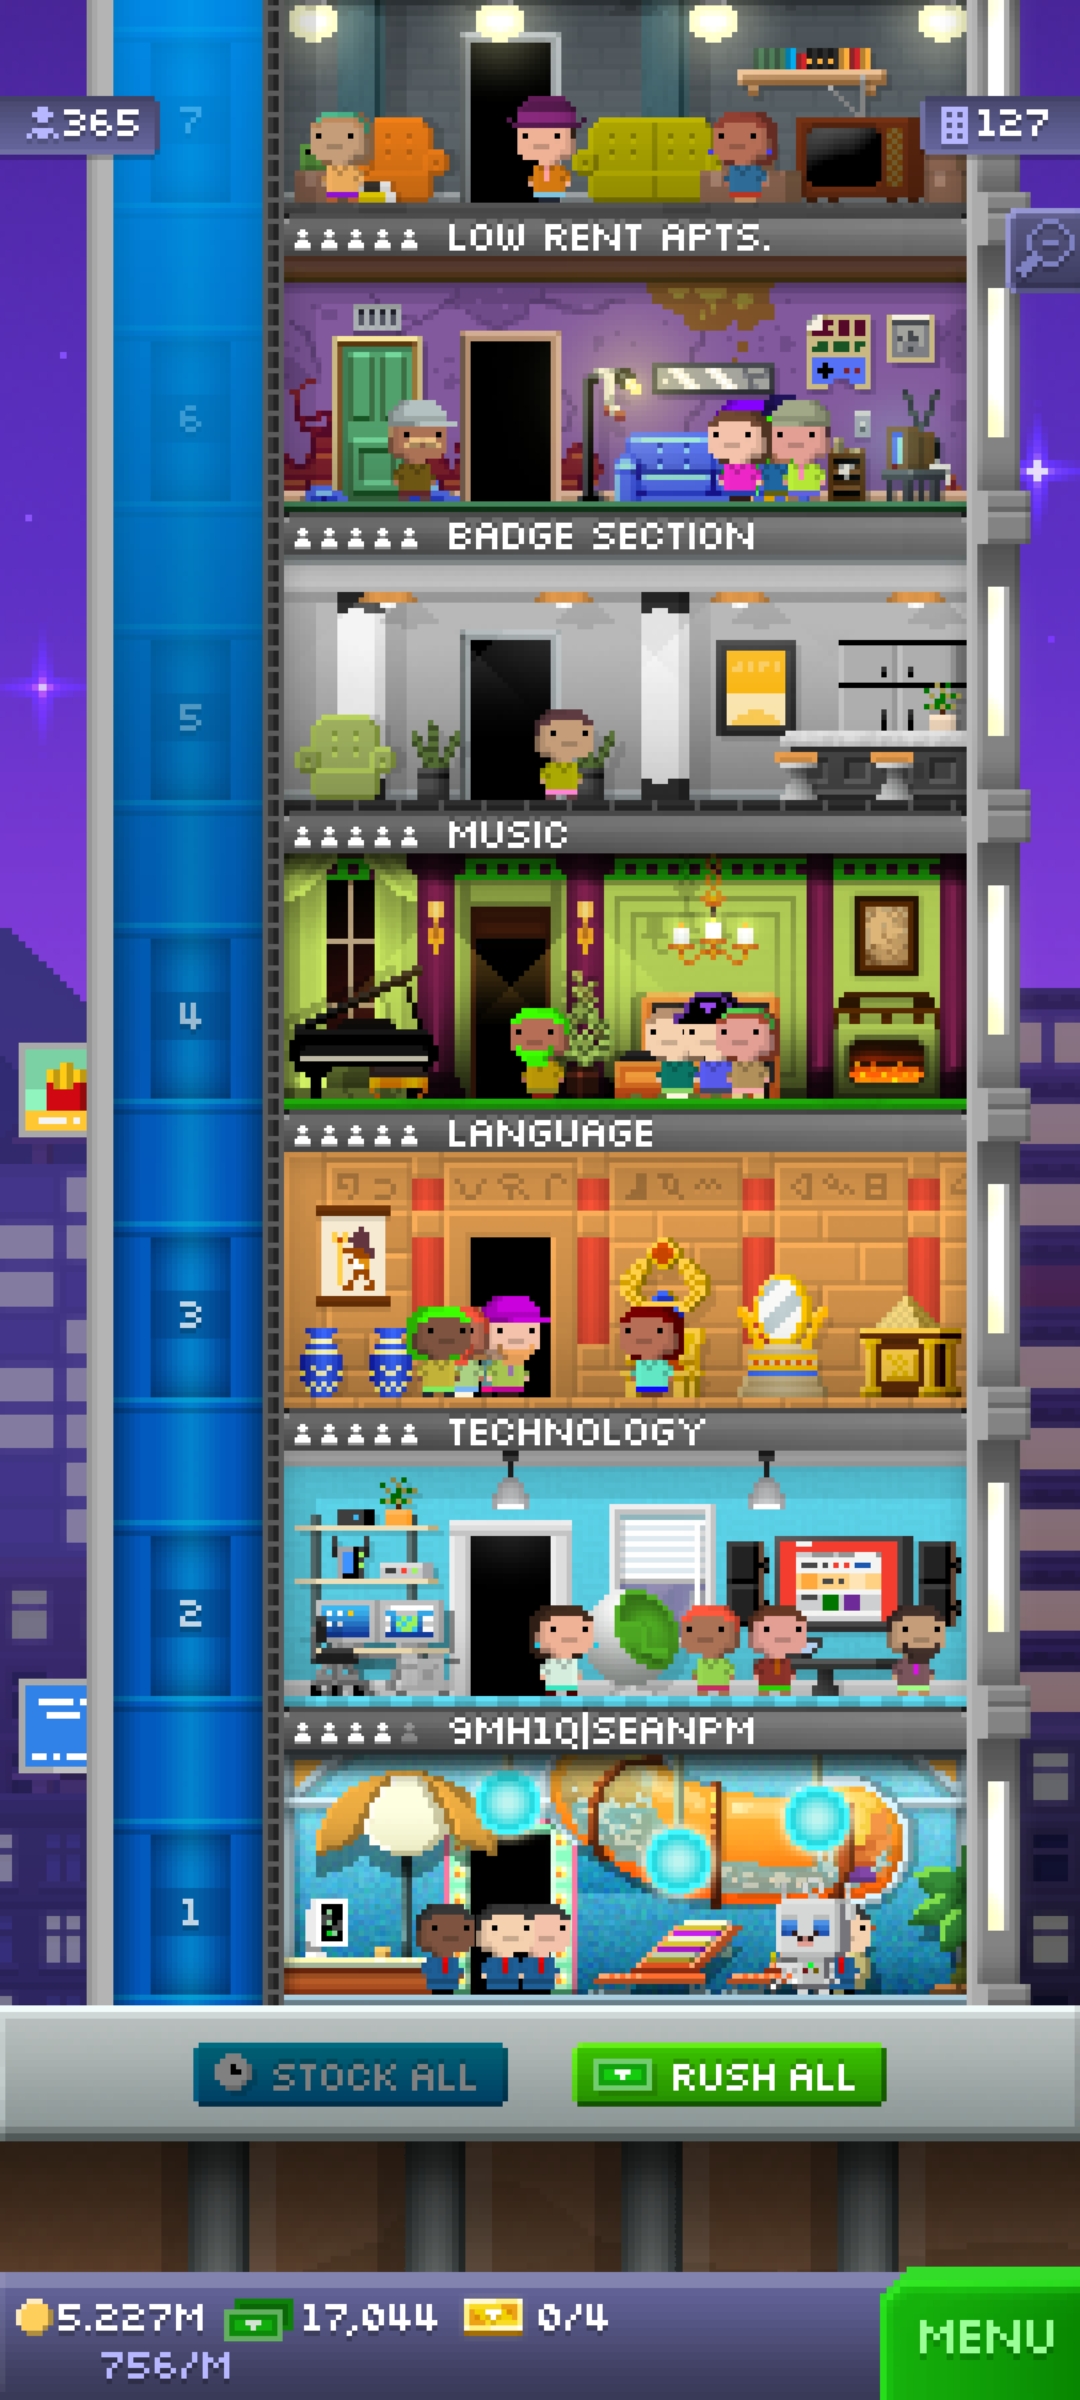 7
365
127
LOW RENT APTS.
6
BADGE SECTION
5
MUSIC
4
LANGUAGE
3
TECHNOLOGY
2
9MH1Q|SEANPM
1
STOCK ALL
RUSH ALL
5.227M
17,044
0/4
756/M
MENU